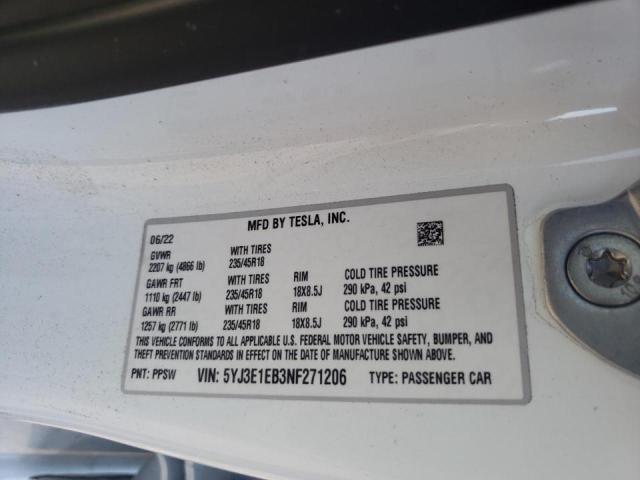 MFD BY TESLA, INC.
06/22
GVWR WITH TIRES
2207 kg (4866 lb) 235/45R18
GAWR FRT WITH TIRES RIM COLD TIRE PRESSURE
1110 kg (2447 lb) 235/45R18 18X8.5J 290 kPa, 42 psi
GAWR RR WITH TIRES RIM COLD TIRE PRESSURE
1257 kg (2771 lb) 235/45R18 18X8.5J 290 kPa, 42 psi
THIS VEHICLE CONFORMS TO ALL APPLICABLE U.S. FEDERAL MOTOR VEHICLE SAFETY, BUMPER, AND
THEFT PREVENTION STANDARDS IN EFFECT ON THE DATE OF MANUFACTURE SHOWN ABOVE.
PNT: PPSW VIN: 5YJ3E1EB3NF271206 TYPE: PASSENGER CAR